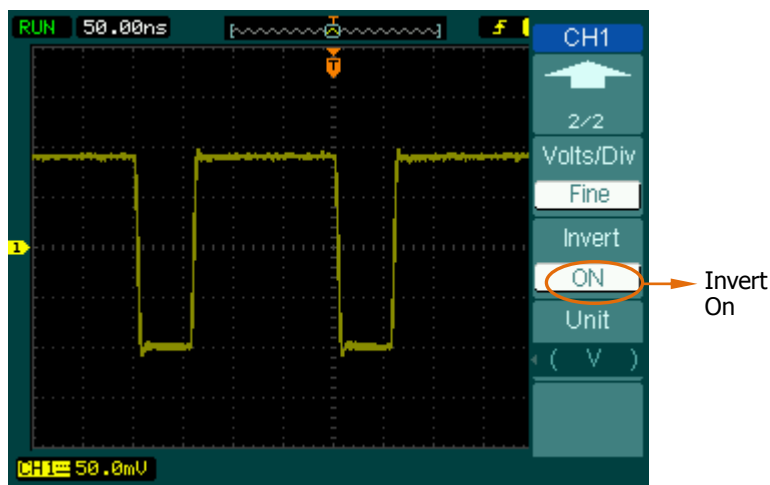 RUN 50.00ns
T
CH1
2/2
Volts/Div
Fine
Invert
ON
Invert
On
Unit
( V )
1
CH1 50.0mV